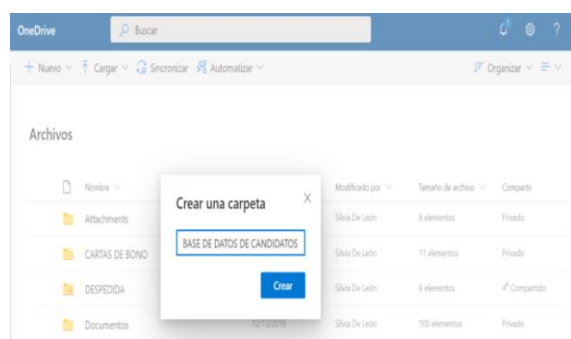 OneDrive Buscar ?
Nuevo Cargar Sincronizar Automatizar Organizar
Archivos
Nombre Modificado por Tamaño de archivo Compartir
Crear una carpeta
Attachments Silvia De León 8 elementos Privado
BASE DE DATOS DE CANDIDATOS
CARTAS DE BONO Silvia De León 11 elementos Privado
Crear
DESPEDIDA Silvia De León 6 elementos Compartido
Documentos 12/13/2019 Silvia De León 100 elementos Privado